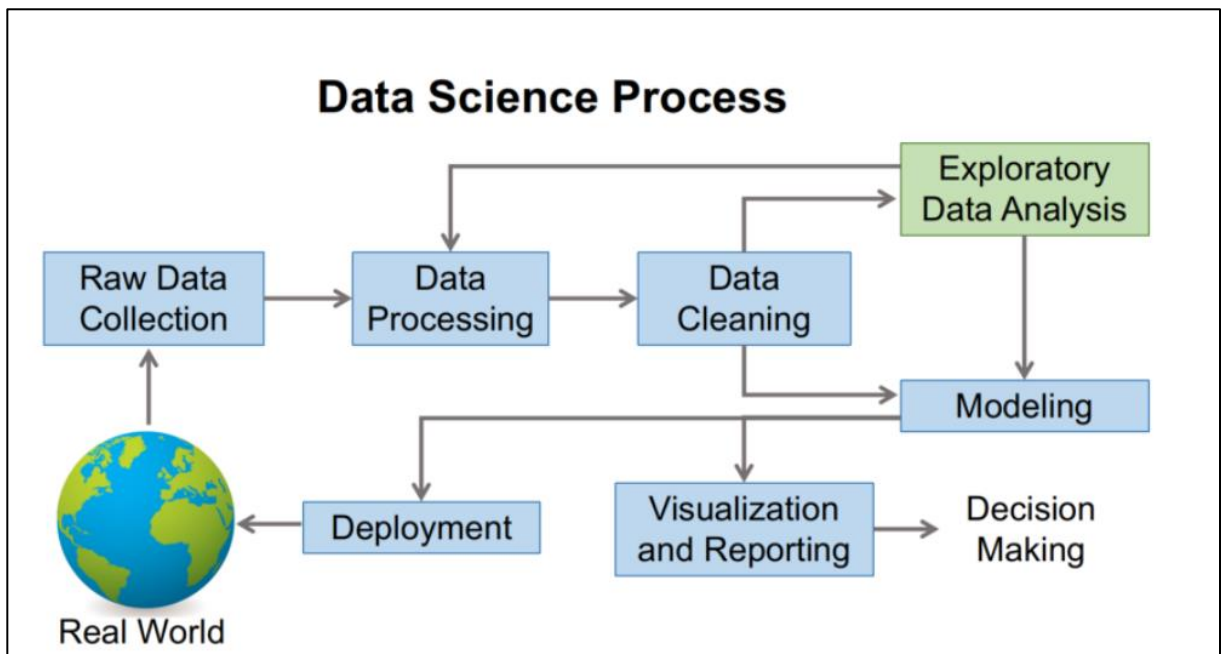 Data Science Process
Exploratory
Data Analysis
Raw Data
Collection
Data
Processing
Data
Cleaning
Modeling
Deployment
Visualization
and Reporting
Decision
Making
Real World